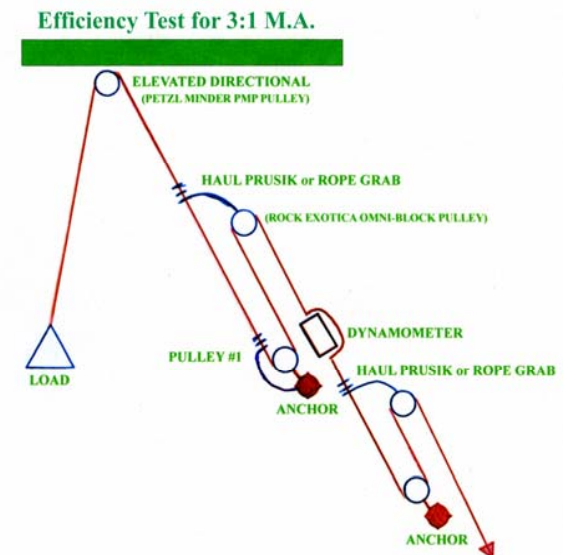 Efficiency Test for 3:1 M.A.
ELEVATED DIRECTIONAL
(PETZL MINDER PMP PULLEY)
HAUL PRUSIK or ROPE GRAB
(ROCK EXOTICA OMNI-BLOCK PULLEY)
DYNAMOMETER
PULLEY #1
HAUL PRUSIK or ROPE GRAB
LOAD
ANCHOR
ANCHOR